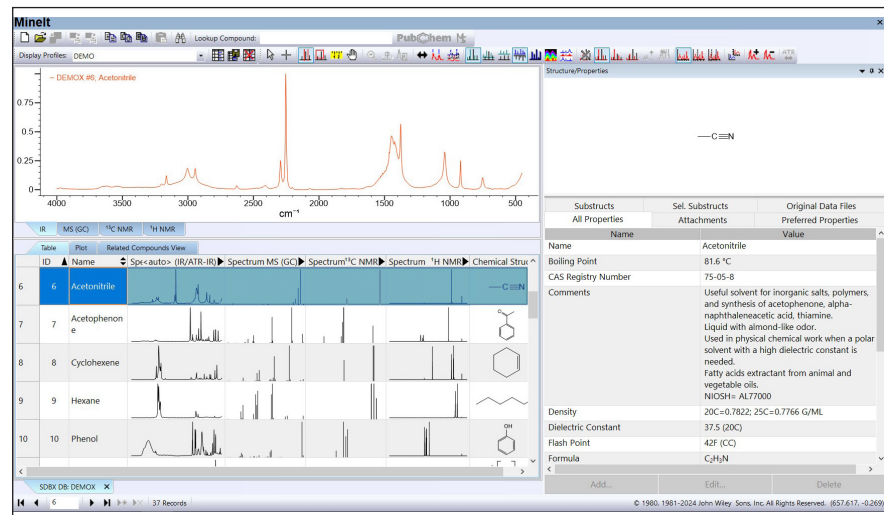 MineIt
Lookup Compound: PubChem
Display Profiles: DEMO
Structure/Properties
DEMOX #6; Acetonitrile
0.75
0.5
0.25
0
4000 3500 3000 2500 2000 1500 1000 500
cm⁻¹
—C≡N
IR MS (GC) ¹³C NMR ¹H NMR
Table Plot Related Compounds View
ID Name Spe<auto> (IR/ATR-IR) Spectrum MS (GC) Spectrum ¹³C NMR Spectrum ¹H NMR Chemical Struc
6 6 Acetonitrile —C≡N
7 7 Acetophenon
e
O
8 8 Cyclohexene
9 9 Hexane
10 10 Phenol OH
SDBX DB: DEMOX
6 37 Records
Substructs Sel. Substructs Original Data Files
All Properties Attachments Preferred Properties
Name Value
Name Acetonitrile
Boiling Point 81.6 °C
CAS Registry Number 75-05-8
Comments Useful solvent for inorganic salts, polymers,
and synthesis of acetophenone, alpha-
naphthaleneacetic acid, thiamine.
Liquid with almond-like odor.
Used in physical chemical work when a polar
solvent with a high dielectric constant is
needed.
Fatty acids extractant from animal and
vegetable oils.
NIOSH= AL77000
Density 20C=0.7822; 25C=0.7766 G/ML
Dielectric Constant 37.5 (20C)
Flash Point 42F (CC)
Formula C₂H₃N
Add... Edit... Delete
© 1980, 1981-2024 John Wiley Sons, Inc. All Rights Reserved. (657.617, -0.269)